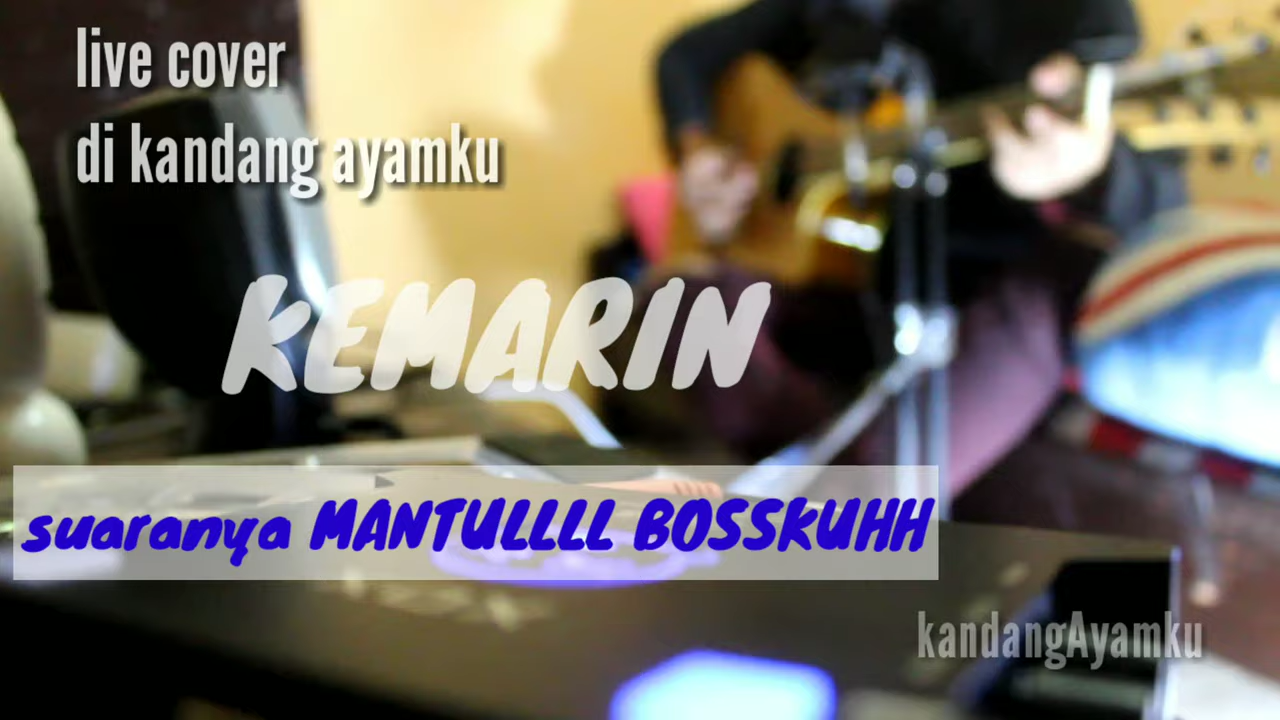 live cover
di kandang ayamku
KEMARIN
suaranya MANTULLLL BOSSKUHH
kandangAyamku